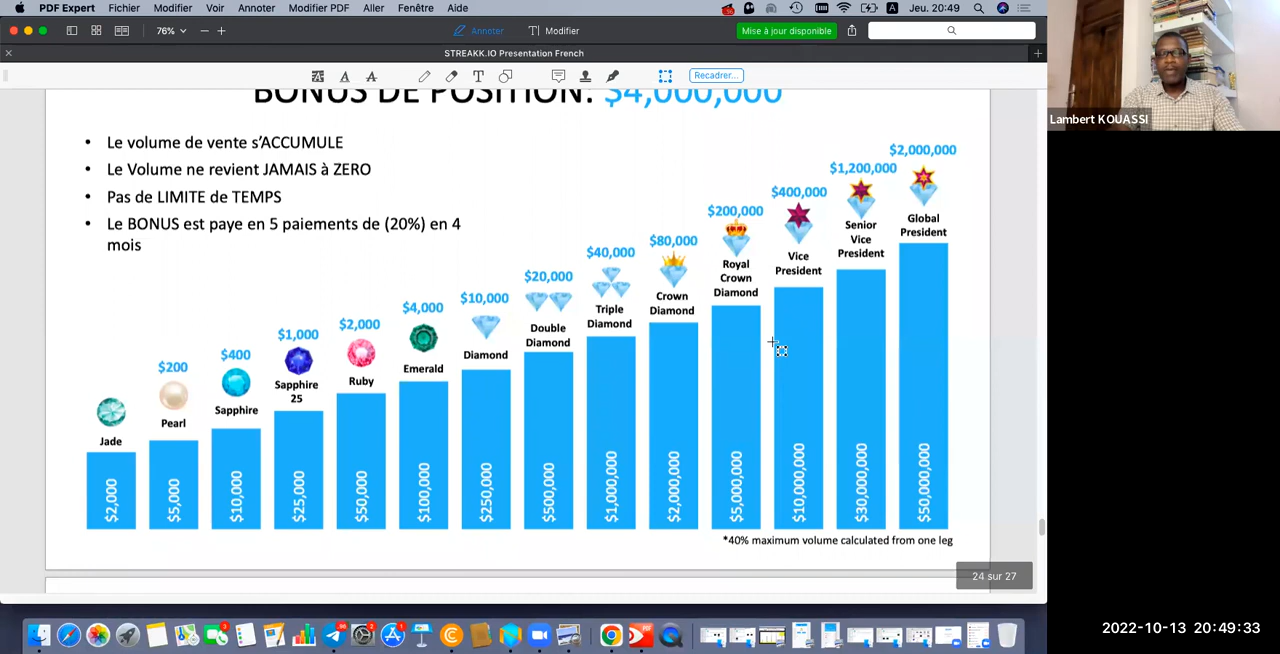 PDF Expert Fichier Modifier Voir Annoter Modifier PDF Aller Fenêtre Aide
A Jeu. 20:49
76% Annoter Modifier Mise à jour disponible
STREAKK.IO Presentation French
Recadrer...
BONUS DE POSITION: $4,000,000
• Le volume de vente s’ACCUMULE
• Le Volume ne revient JAMAIS à ZERO
• Pas de LIMITE de TEMPS
• Le BONUS est paye en 5 paiements de (20%) en 4
mois
Jade
$2,000
$200
Pearl
$5,000
$400
Sapphire
$10,000
$1,000
Sapphire
25
$25,000
$2,000
Ruby
$50,000
$4,000
Emerald
$100,000
$10,000
Diamond
$250,000
$20,000
Double
Diamond
$500,000
$40,000
Triple
Diamond
$1,000,000
$80,000
Crown
Diamond
$2,000,000
$200,000
Royal
Crown
Diamond
$5,000,000
$400,000
Vice
President
$10,000,000
$1,200,000
Senior
Vice
President
$30,000,000
$2,000,000
Global
President
$50,000,000
*40% maximum volume calculated from one leg
24 sur 27
Lambert KOUASSI
2022-10-13 20:49:33